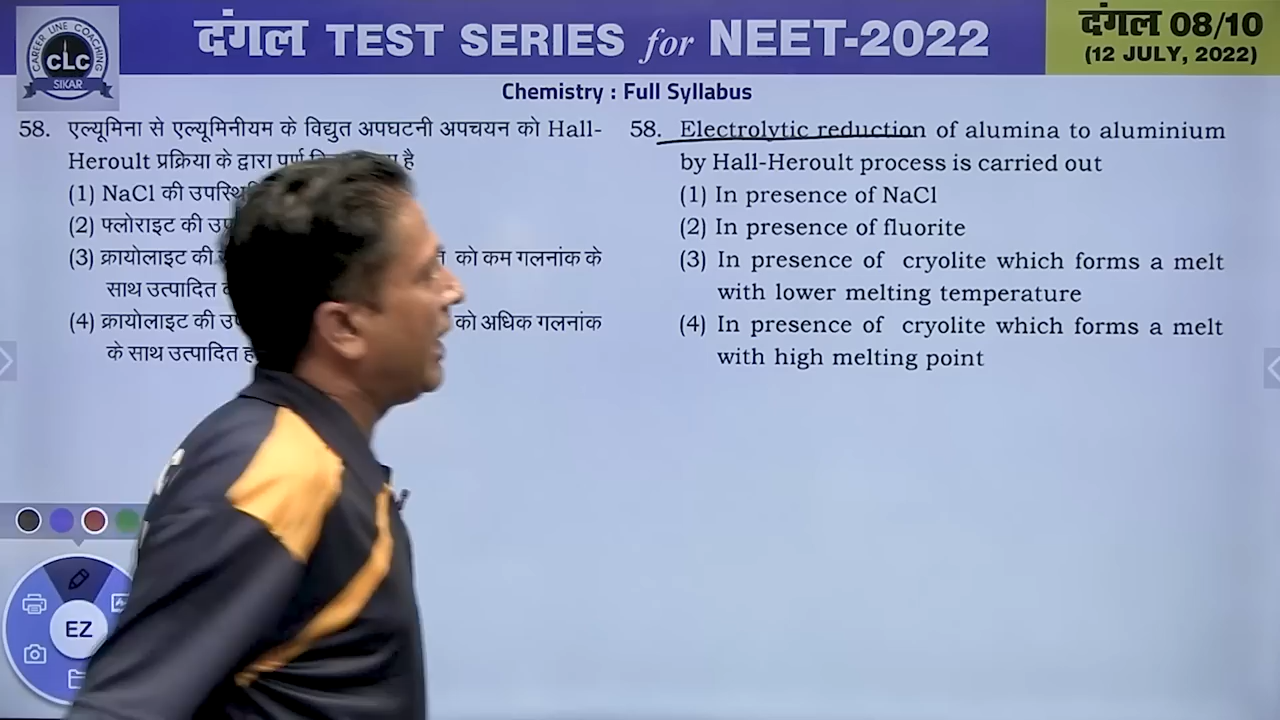 CAREER LINE COACHING
CLC
SIKAR
दंगल TEST SERIES for NEET-2022
दंगल 08/10
(12 JULY, 2022)
Chemistry : Full Syllabus
58. एल्यूमिना से एल्यूमिनीयम के विद्युत अपघटनी अपचयन को Hall-
Heroult प्रक्रिया के द्वारा पूर्ण है
(1) NaCl की
(2) फ्लोराइट की
(3) क्रायोलाइट की को कम गलनांक के
साथ उत्पादित
(4) क्रायोलाइट की को अधिक गलनांक
के साथ उत्पादित
58. Electrolytic reduction of alumina to aluminium
by Hall-Heroult process is carried out
(1) In presence of NaCl
(2) In presence of fluorite
(3) In presence of cryolite which forms a melt
with lower melting temperature
(4) In presence of cryolite which forms a melt
with high melting point
EZ